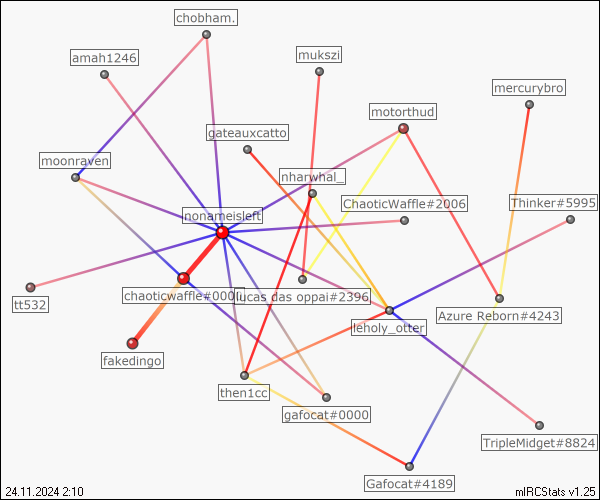 chobham.
amah1246
mukszi
mercurybro
motorthud
gateauxcatto
moonraven
nharwhal_
ChaoticWaffle#2006
Thinker#5995
nonameisleft
chaoticwaffle#000
lucas das oppai#2396
tt532
Azure Reborn#4243
leholy_otter
fakedingo
then1cc
gafocat#0000
TripleMidget#8824
Gafocat#4189
24.11.2024 2:10
mIRCStats v1.25